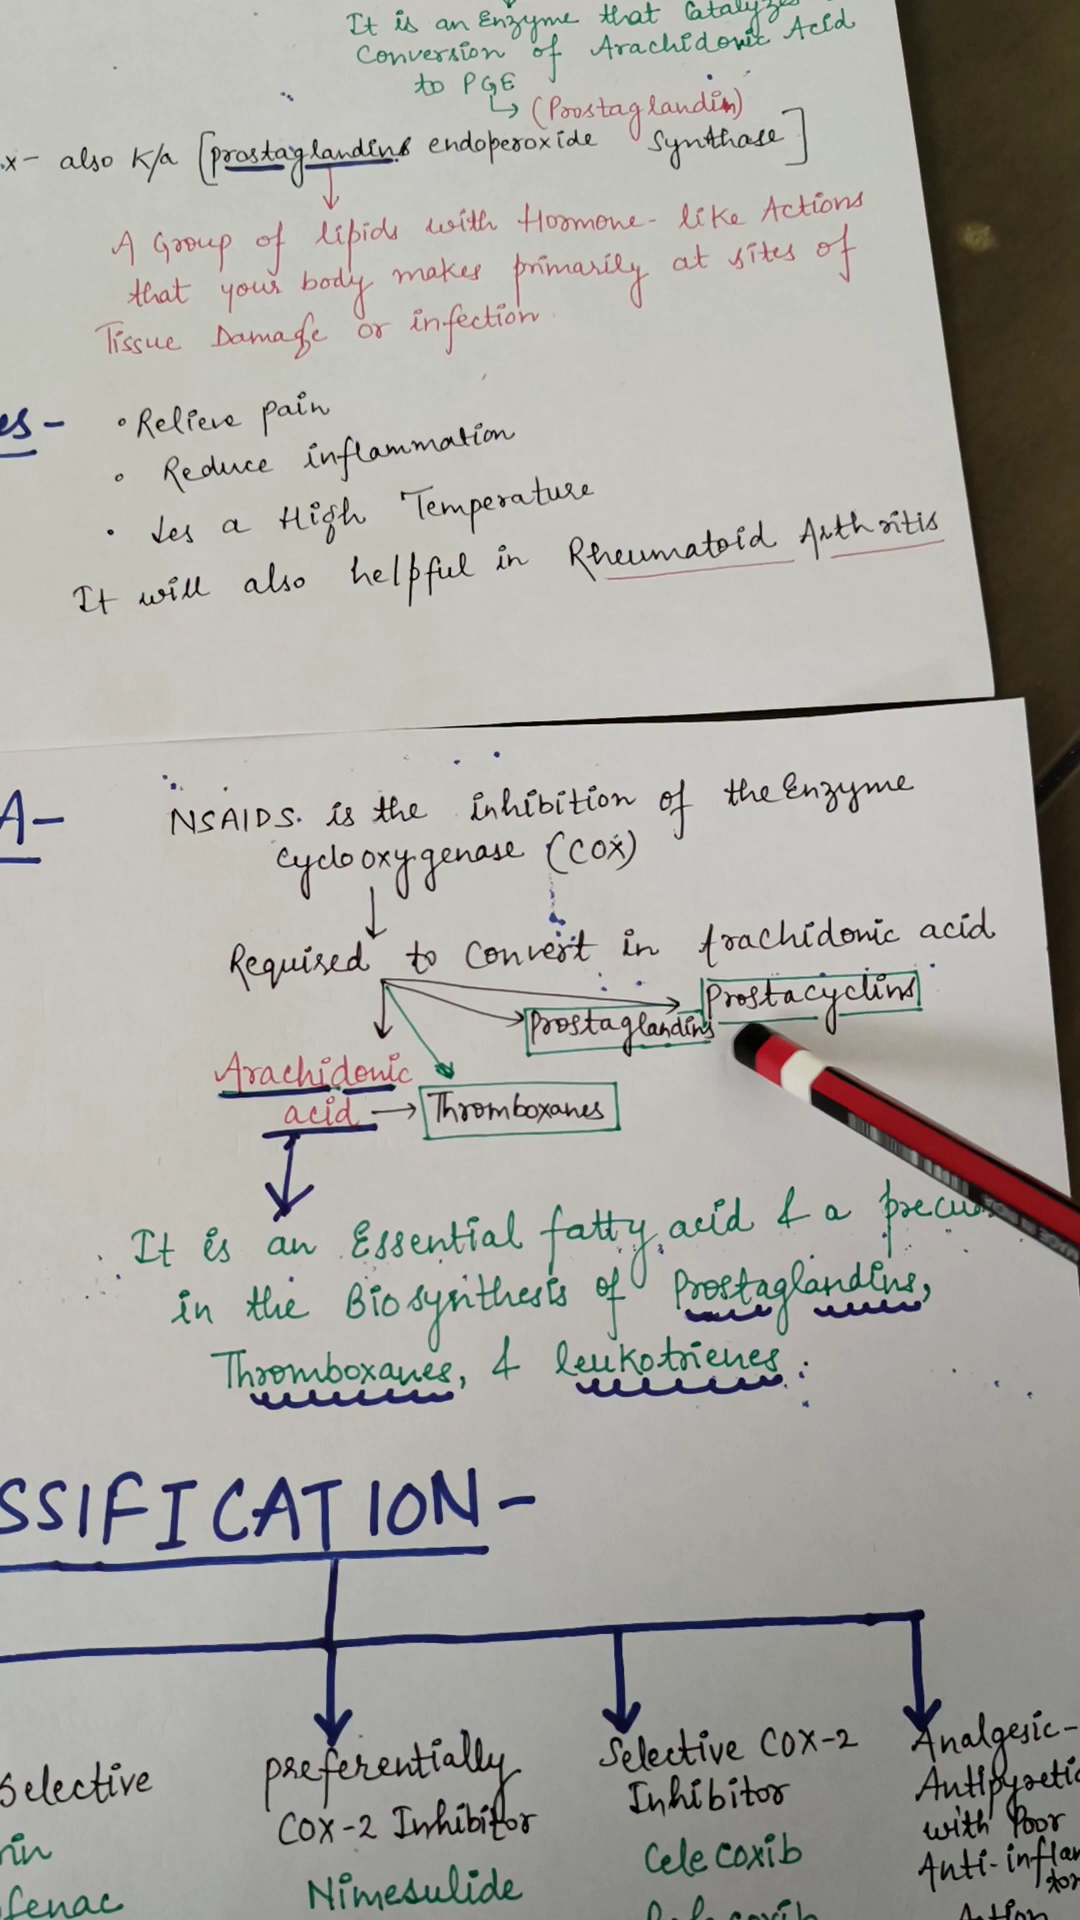 It is an Enzyme that Catalyzes
Conversion of Arachidonic Acid
to PGE
(Prostaglandin)
x- also K/a [prostaglandins endoperoxide Synthase]
A Group of lipids with Hormone-like Actions
that your body makes primarily at sites of
Tissue Damage or infection.
es-
• Relieve pain
• Reduce inflammation
• ↓es a High Temperature
It will also helpful in Rheumatoid Arthritis
A-
NSAIDS. is the inhibition of the Enzyme
Cyclooxygenase (COX)
Required to Convert in Arachidonic acid
Prostacyclins
Prostaglandins
Arachidonic
acid → Thromboxanes
It is an Essential fatty acid & a precu
in the Biosynthesis of Prostaglandins,
Thromboxanes, & leukotrienes.
SSIFICATION-
Selective
in
fenac
preferentially
COX-2 Inhibitor
Nimesulide
Selective COX-2
Inhibitor
Celecoxib
Analgesic-
Antipyretic
with Poor
Anti-inflam
Action